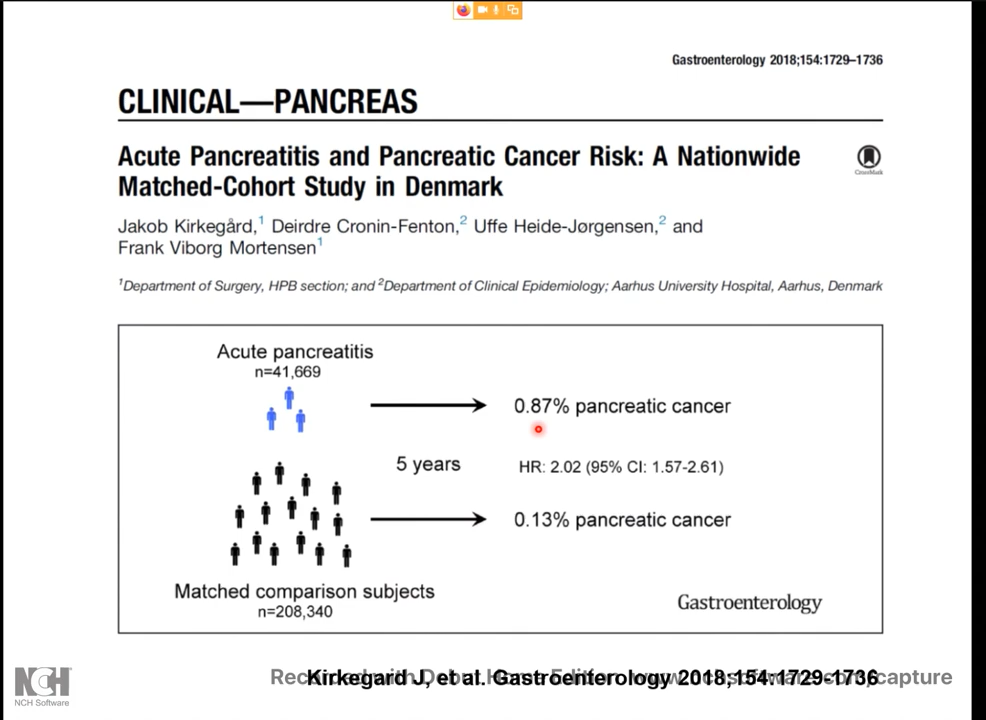 Gastroenterology 2018;154:1729–1736
CLINICAL—PANCREAS
Acute Pancreatitis and Pancreatic Cancer Risk: A Nationwide
Matched-Cohort Study in Denmark
CrossMark
Jakob Kirkegård,1 Deirdre Cronin-Fenton,2 Uffe Heide-Jørgensen,2 and
Frank Viborg Mortensen1
1Department of Surgery, HPB section; and 2Department of Clinical Epidemiology; Aarhus University Hospital, Aarhus, Denmark
Acute pancreatitis
n=41,669
0.87% pancreatic cancer
5 years
HR: 2.02 (95% CI: 1.57-2.61)
0.13% pancreatic cancer
Matched comparison subjects
n=208,340
Gastroenterology
Kirkegard J, et al. Gastroenterology 2018;154:1729-1736
NCH
NCH Software